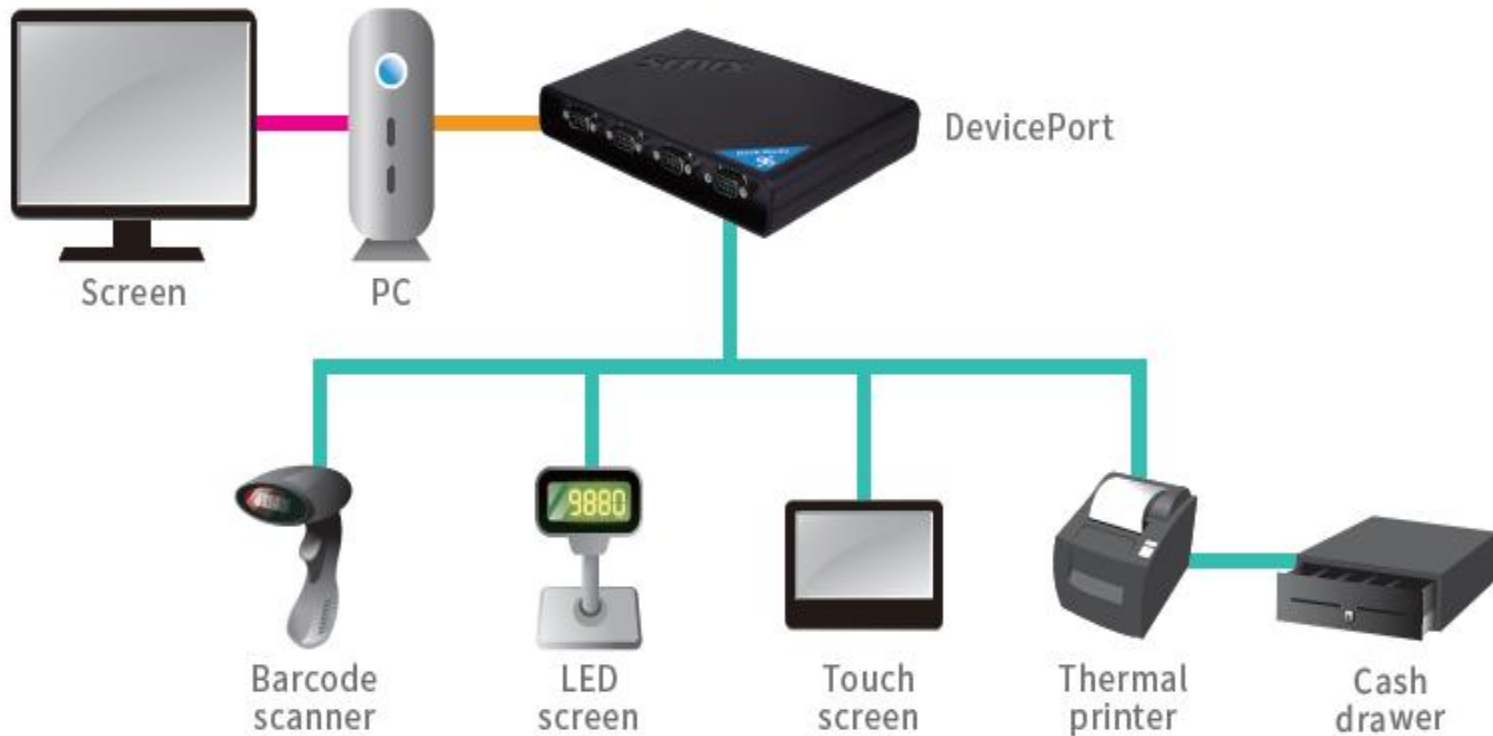 DevicePort
Screen
PC
9880
Barcode
scanner
LED
screen
Touch
screen
Thermal
printer
Cash
drawer